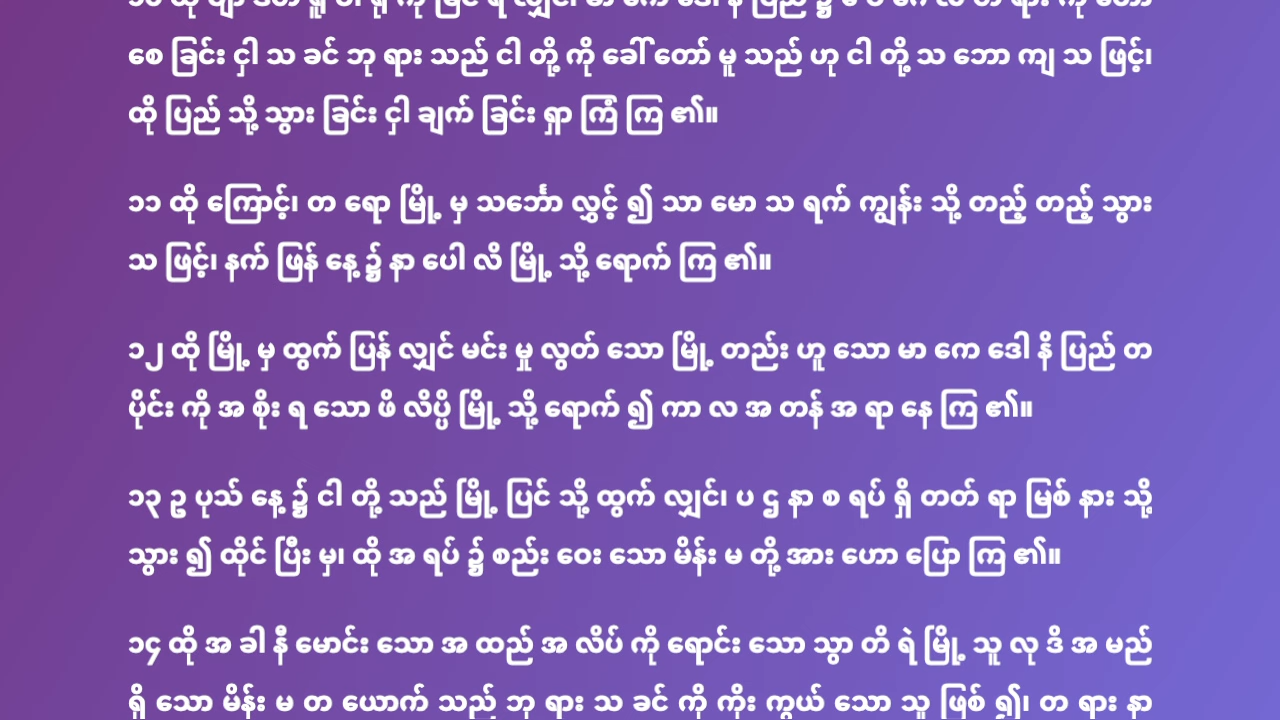 စေ ခြင်း ငှါ သ ခင် ဘု ရား သည် ငါ တို့ ကို ခေါ် တော် မူ သည် ဟု ငါ တို့ သ ဘော ကျ သ ဖြင့်၊
ထို ပြည် သို့ သွား ခြင်း ငှါ ချက် ခြင်း ရှာ ကြံ ကြ ၏။
၁၁ ထို ကြောင့်၊ တ ရော မြို့ မှ သင်္ဘော လွှင့် ၍ သာ မော သ ရက် ကျွန်း သို့ တည့် တည့် သွား
သ ဖြင့်၊ နက် ဖြန် နေ့ ၌ နာ ပေါ လိ မြို့ သို့ ရောက် ကြ ၏။
၁၂ ထို မြို့ မှ ထွက် ပြန် လျှင် မင်း မှု လွတ် သော မြို့ တည်း ဟူ သော မာ ကေ ဒေါ နိ ပြည် တ
ပိုင်း ကို အ စိုး ရ သော ဖိ လိပ္ပိ မြို့ သို့ ရောက် ၍ ကာ လ အ တန် အ ရာ နေ ကြ ၏။
၁၃ ဥ ပုသ် နေ့ ၌ ငါ တို့ သည် မြို့ ပြင် သို့ ထွက် လျှင်၊ ပ ဌ နာ စ ရပ် ရှိ တတ် ရာ မြစ် နား သို့
သွား ၍ ထိုင် ပြီး မှ၊ ထို အ ရပ် ၌ စည်း ဝေး သော မိန်း မ တို့ အား ဟော ပြော ကြ ၏။
၁၄ ထို အ ခါ နီ မောင်း သော အ ထည် အ လိပ် ကို ရောင်း သော သွာ တိ ရဲ မြို့ သူ လု ဒိ အ မည်
ရှိ သော မိန်း မ တ ယောက် သည် ဘု ရား သ ခင် ကို ကိုး ကွယ် သော သူ ဖြစ် ၍၊ တ ရား နာ